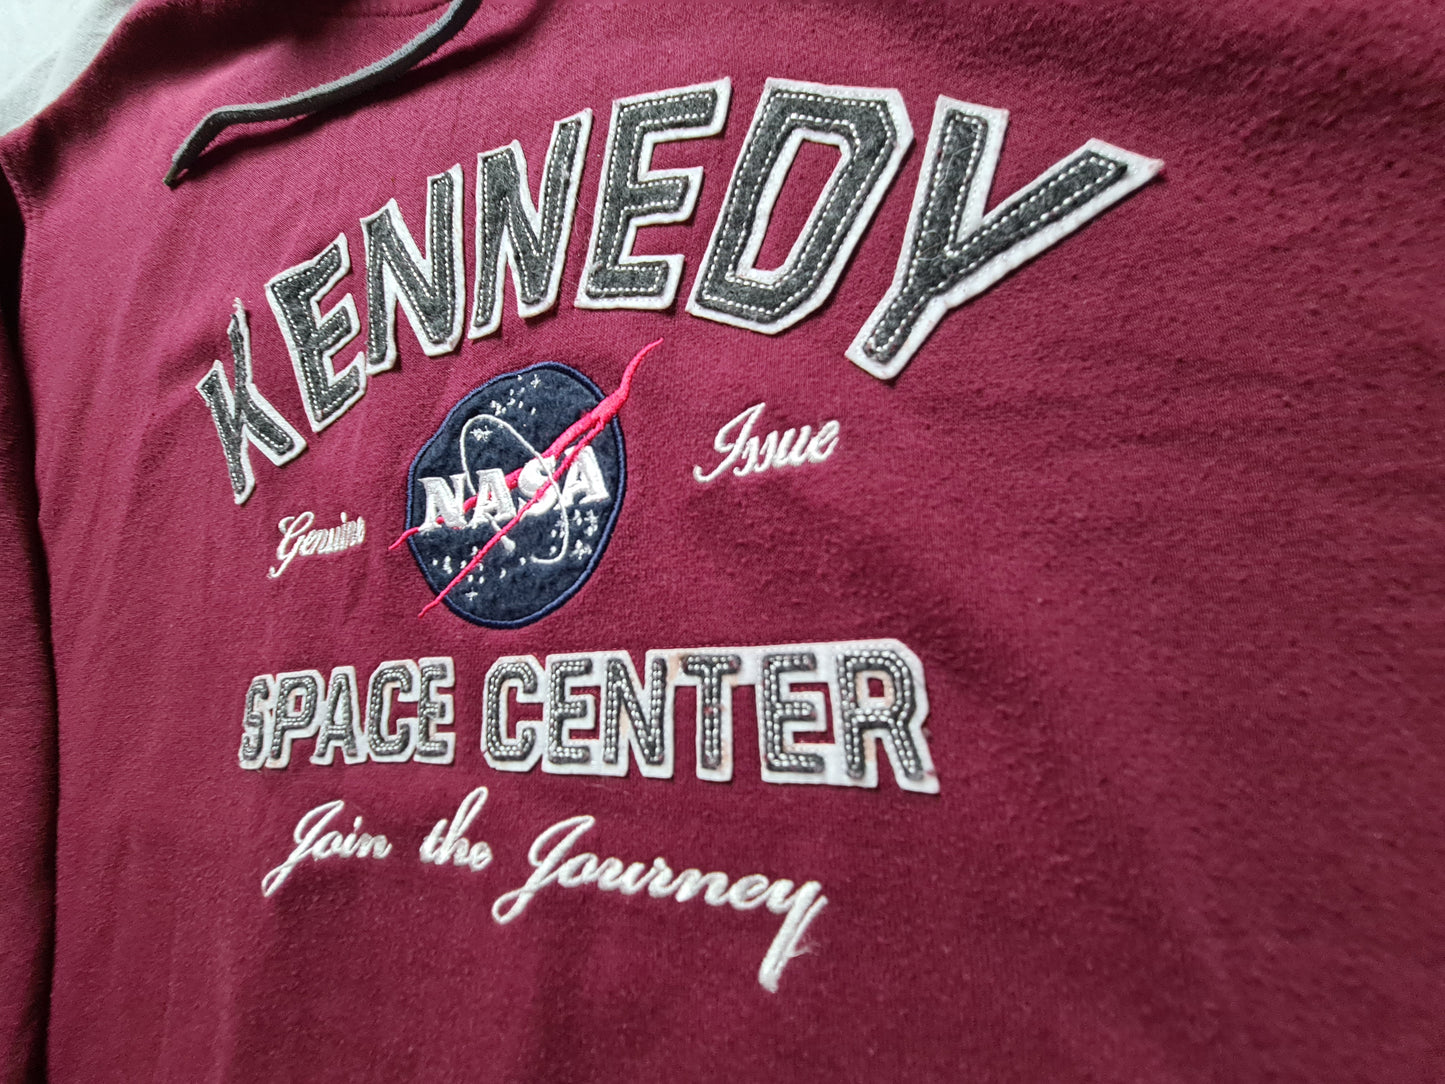 KENNEDY
Genuine NASA Issue
SPACE CENTER
Join the Journey